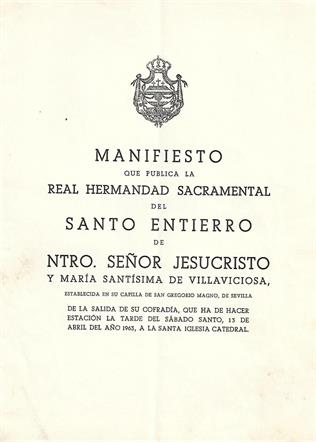 MANIFIESTO
QUE PUBLICA LA
REAL HERMANDAD SACRAMENTAL
DEL
SANTO ENTIERRO
DE
NTRO. SEÑOR JESUCRISTO
Y MARÍA SANTÍSIMA DE VILLAVICIOSA,
ESTABLECIDA EN SU CAPILLA DE SAN GREGORIO MAGNO, DE SEVILLA
DE LA SALIDA DE SU COFRADÍA, QUE HA DE HACER
ESTACIÓN LA TARDE DEL SÁBADO SANTO, 13 DE
ABRIL DEL AÑO 1963, A LA SANTA IGLESIA CATEDRAL.